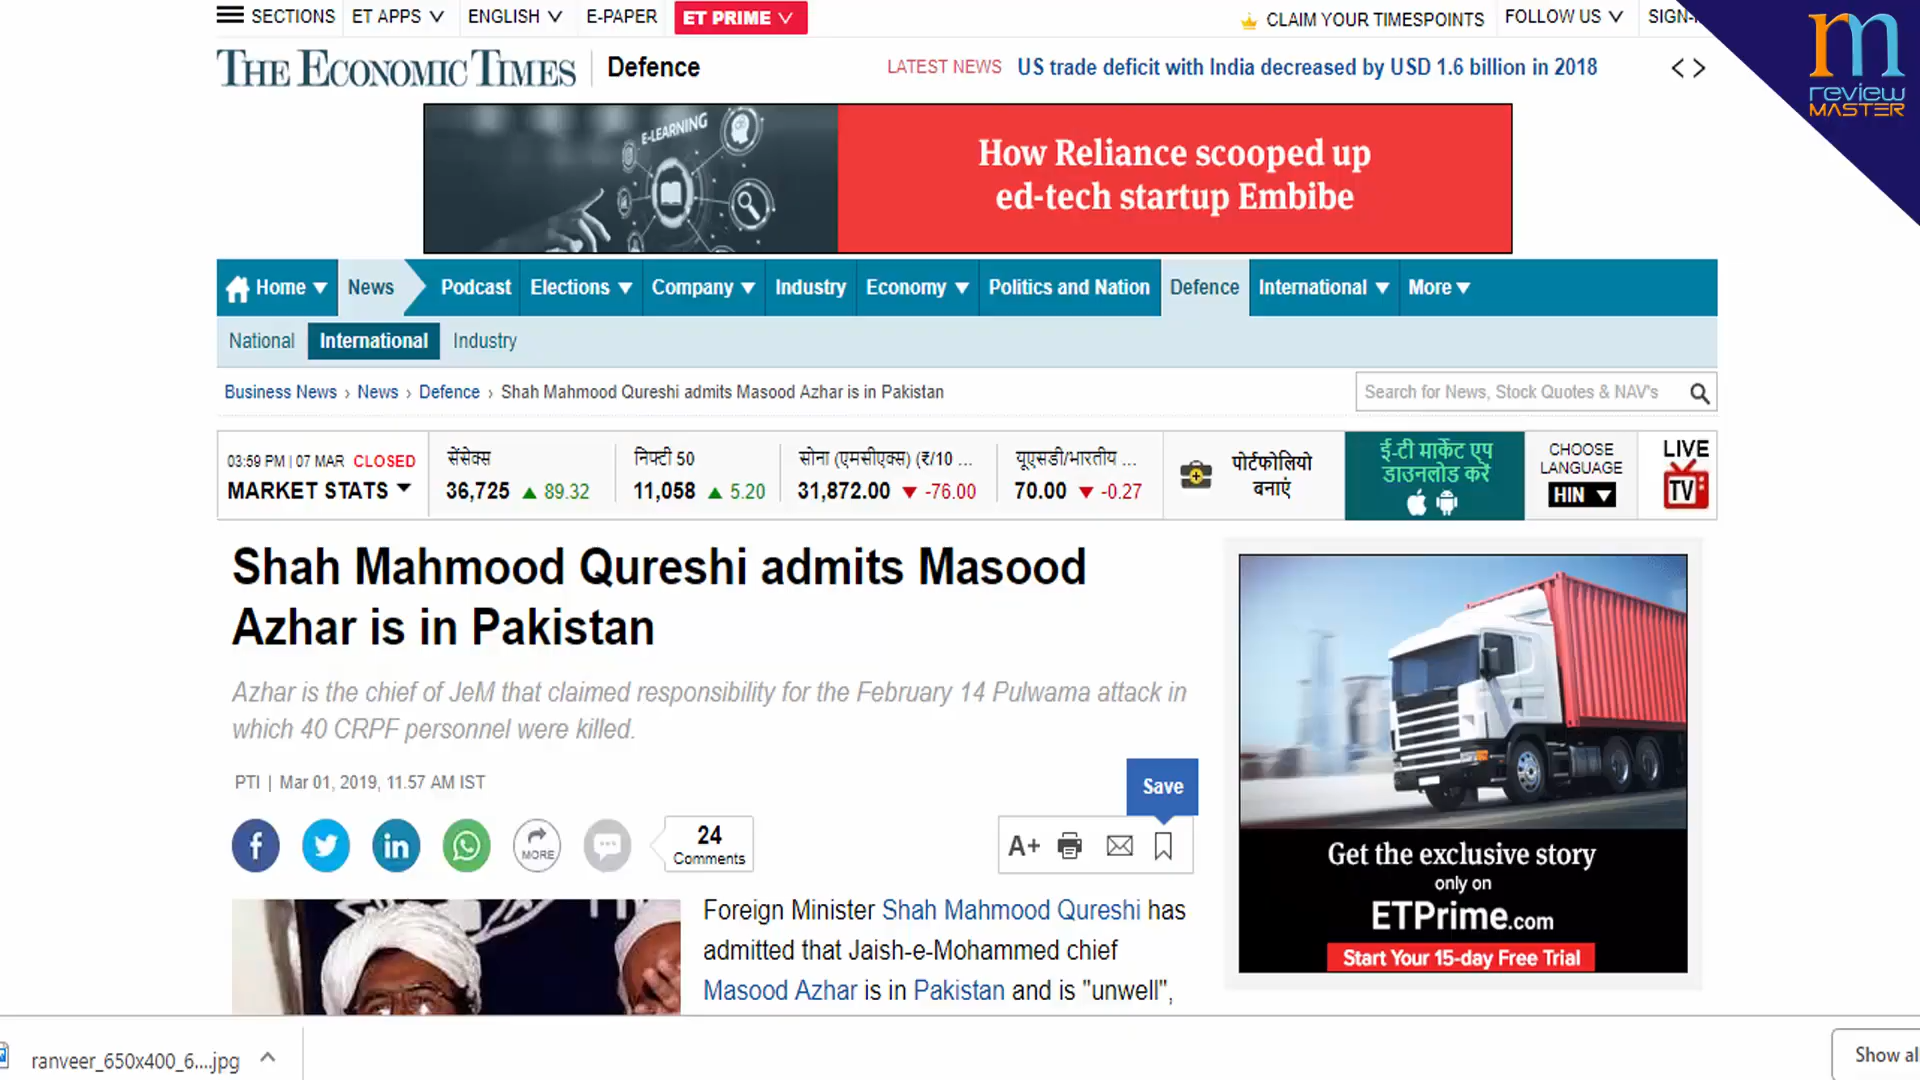 SECTIONS
ET APPS
ENGLISH
E-PAPER
ET PRIME
CLAIM YOUR TIMESPOINTS
FOLLOW US
SIGN-
review
MASTER
THE ECONOMIC TIMES
Defence
LATEST NEWS
US trade deficit with India decreased by USD 1.6 billion in 2018
E-LEARNING
How Reliance scooped up
ed-tech startup Embibe
Home
News
Podcast
Elections
Company
Industry
Economy
Politics and Nation
Defence
International
More
National
International
Industry
Business News › News › Defence › Shah Mahmood Qureshi admits Masood Azhar is in Pakistan
Search for News, Stock Quotes & NAV's
03:59 PM | 07 MAR CLOSED
MARKET STATS
सेंसेक्स
36,725 ▲ 89.32
निफ्टी 50
11,058 ▲ 5.20
सोना (एमसीएक्स) (₹/10 ...
31,872.00 ▼ -76.00
यूएसडी/भारतीय ...
70.00 ▼ -0.27
पोर्टफोलियो
बनाएं
ई-टी मार्केट एप
डाउनलोड करें
CHOOSE
LANGUAGE
HIN
LIVE
TV
Shah Mahmood Qureshi admits Masood
Azhar is in Pakistan
Azhar is the chief of JeM that claimed responsibility for the February 14 Pulwama attack in
which 40 CRPF personnel were killed.
PTI | Mar 01, 2019, 11.57 AM IST
Save
MORE
24
Comments
A+
Foreign Minister Shah Mahmood Qureshi has
admitted that Jaish-e-Mohammed chief
Masood Azhar is in Pakistan and is "unwell",
Get the exclusive story
only on
ETPrime.com
Start Your 15-day Free Trial
ranveer_650x400_6....jpg
Show al